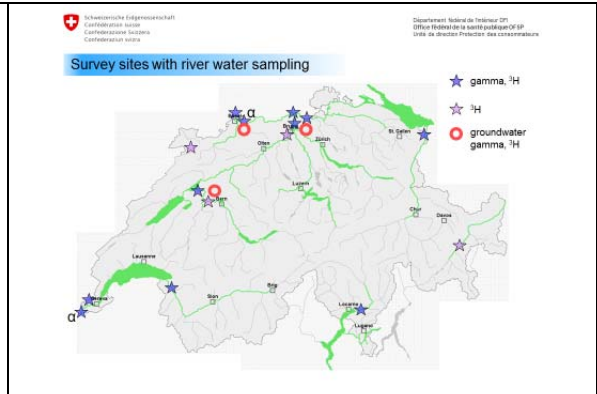 Schweizerische Eidgenossenschaft
Confédération suisse
Confederazione Svizzera
Confederaziun svizra
Département fédéral de l'intérieur DFI
Office fédéral de la santé publique OFSP
Unité de direction Protection des consommateurs
Survey sites with river water sampling
gamma, ³H
³H
groundwater
gamma, ³H
α
Olten
Zürich
St. Gallen
Luzern
Bern
Chur
Davos
Lausanne
Sion
Brig
Locarno
Lugano
α